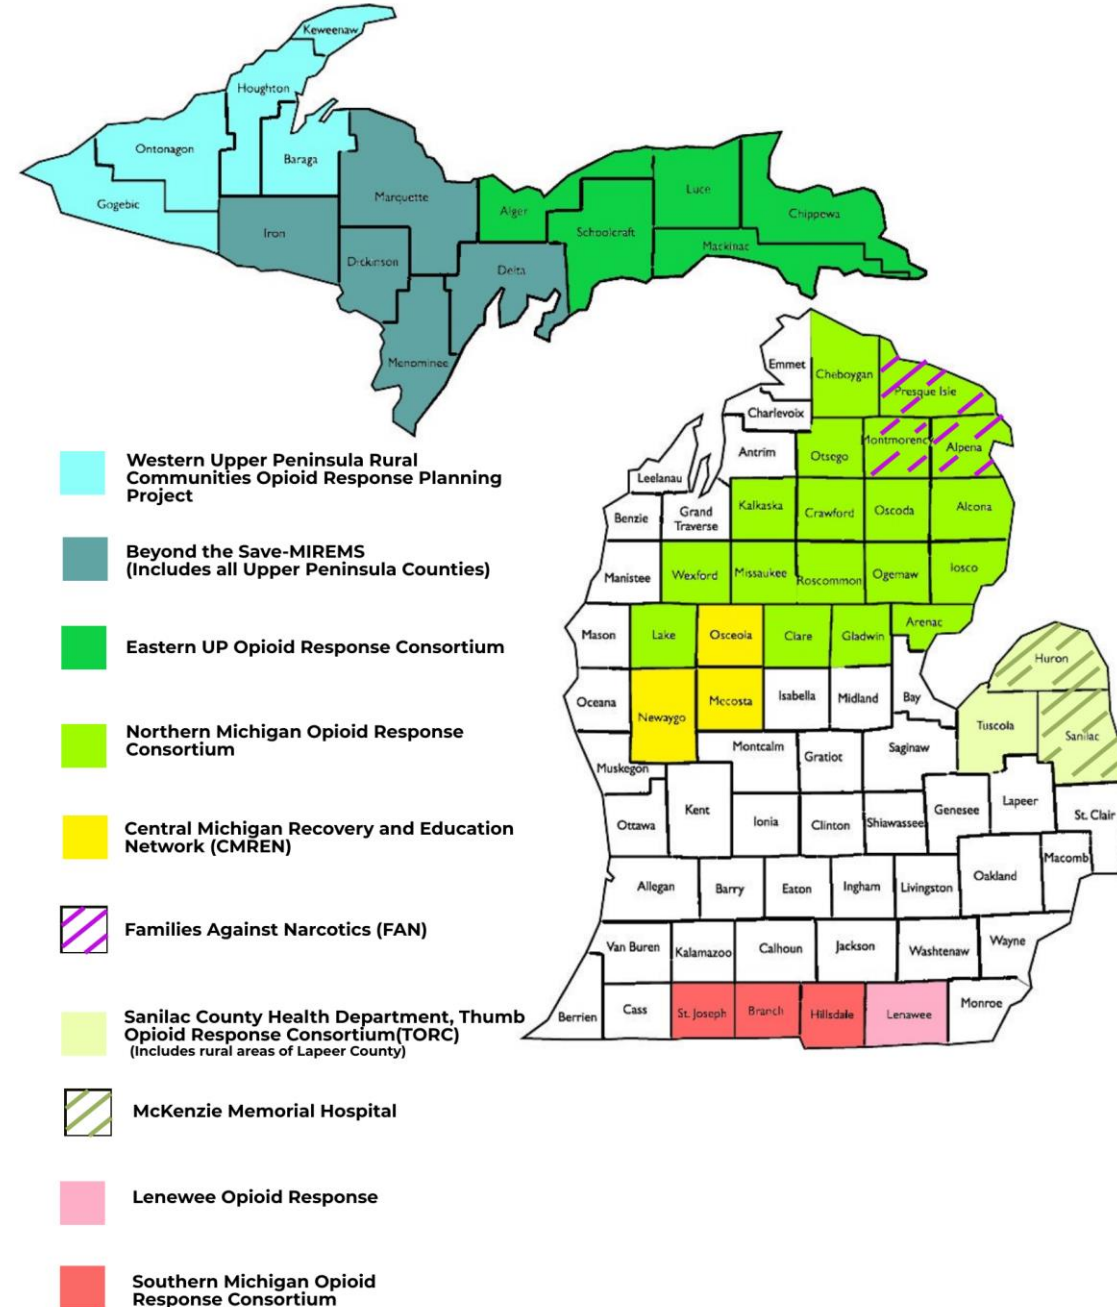 Keweenaw
Houghton
Ontonagon
Baraga
Gogebic
Iron
Marquette
Dickinson
Menominee
Delta
Alger
Schoolcraft
Luce
Chippewa
Mackinac
Emmet
Cheboygan
Presque Isle
Charlevoix
Antrim
Otsego
Montmorency
Alpena
Leelanau
Benzie
Grand
Traverse
Kalkaska
Crawford
Oscoda
Alcona
Manistee
Wexford
Missaukee
Roscommon
Ogemaw
Iosco
Mason
Lake
Osceola
Clare
Gladwin
Arenac
Huron
Oceana
Newaygo
Mecosta
Isabella
Midland
Bay
Tuscola
Sanilac
Muskegon
Montcalm
Gratiot
Saginaw
Ottawa
Kent
Ionia
Clinton
Shiawassee
Genesee
Lapeer
St. Clair
Allegan
Barry
Eaton
Ingham
Livingston
Oakland
Macomb
Van Buren
Kalamazoo
Calhoun
Jackson
Washtenaw
Wayne
Berrien
Cass
St. Joseph
Branch
Hillsdale
Lenawee
Monroe
Western Upper Peninsula Rural
Communities Opioid Response Planning
Project
Beyond the Save-MIREMS
(Includes all Upper Peninsula Counties)
Eastern UP Opioid Response Consortium
Northern Michigan Opioid Response
Consortium
Central Michigan Recovery and Education
Network (CMREN)
Families Against Narcotics (FAN)
Sanilac County Health Department, Thumb
Opioid Response Consortium(TORC)
(Includes rural areas of Lapeer County)
McKenzie Memorial Hospital
Lenewee Opioid Response
Southern Michigan Opioid
Response Consortium